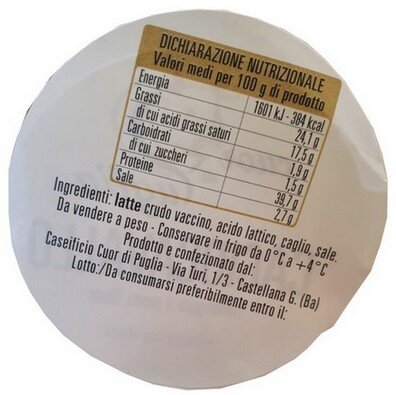 DICHIARAZIONE NUTRIZIONALE
Valori medi per 100 g di prodotto
Energia 1601 kJ - 384 kcal
Grassi 24,1 g
di cui acidi grassi saturi 17,5 g
Carboidrati 1,9 g
di cui zuccheri 1,5 g
Proteine 39,7 g
Sale 2,7 g
Ingredienti: latte crudo vaccino, acido lattico, caglio, sale.
Da vendere a peso - Conservare in frigo da 0°C a +4°C
Prodotto e confezionato dal:
Caseificio Cuor di Puglia - Via Turi, 1/3 - Castellana G. (Ba)
Lotto:/Da consumarsi preferibilmente entro il: